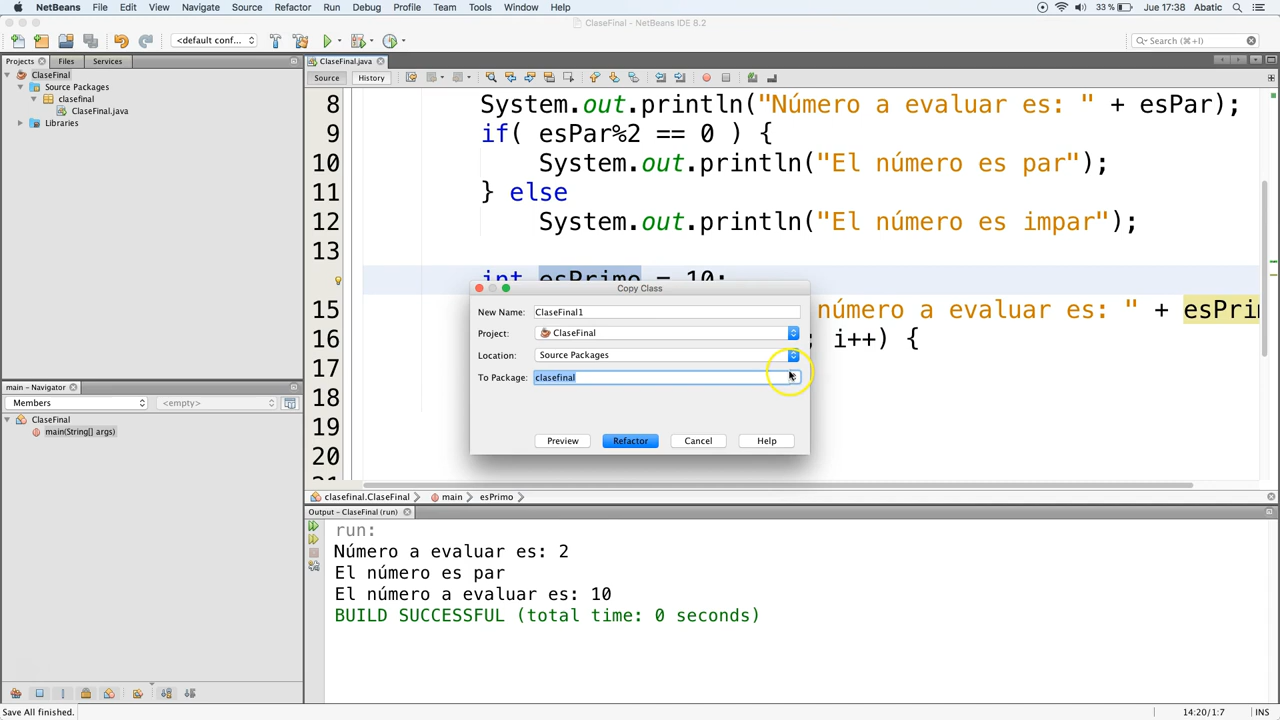 NetBeans File Edit View Navigate Source Refactor Run Debug Profile Team Tools Window Help 33 % Jue 17:38 Abatic
ClaseFinal - NetBeans IDE 8.2
<default conf... Search (⌘+I)
Projects Files Services ClaseFinal.java
Source History
ClaseFinal
Source Packages
clasefinal
ClaseFinal.java
Libraries
8 System.out.println("Número a evaluar es: " + esPar);
9 if( esPar%2 == 0 ) {
10 System.out.println("El número es par");
11 } else
12 System.out.println("El número es impar");
13
int esPrimo = 10;
15 número a evaluar es: " + esPri
16 ; i++) {
17
18
19
20
Copy Class
New Name: ClaseFinal1
Project: ClaseFinal
Location: Source Packages
To Package: clasefinal
Preview Refactor Cancel Help
main - Navigator
Members <empty>
ClaseFinal
main(String[] args)
clasefinal.ClaseFinal main esPrimo
Output - ClaseFinal (run)
run:
Número a evaluar es: 2
El número es par
El número a evaluar es: 10
BUILD SUCCESSFUL (total time: 0 seconds)
Save All finished. 14:20/1:7 INS